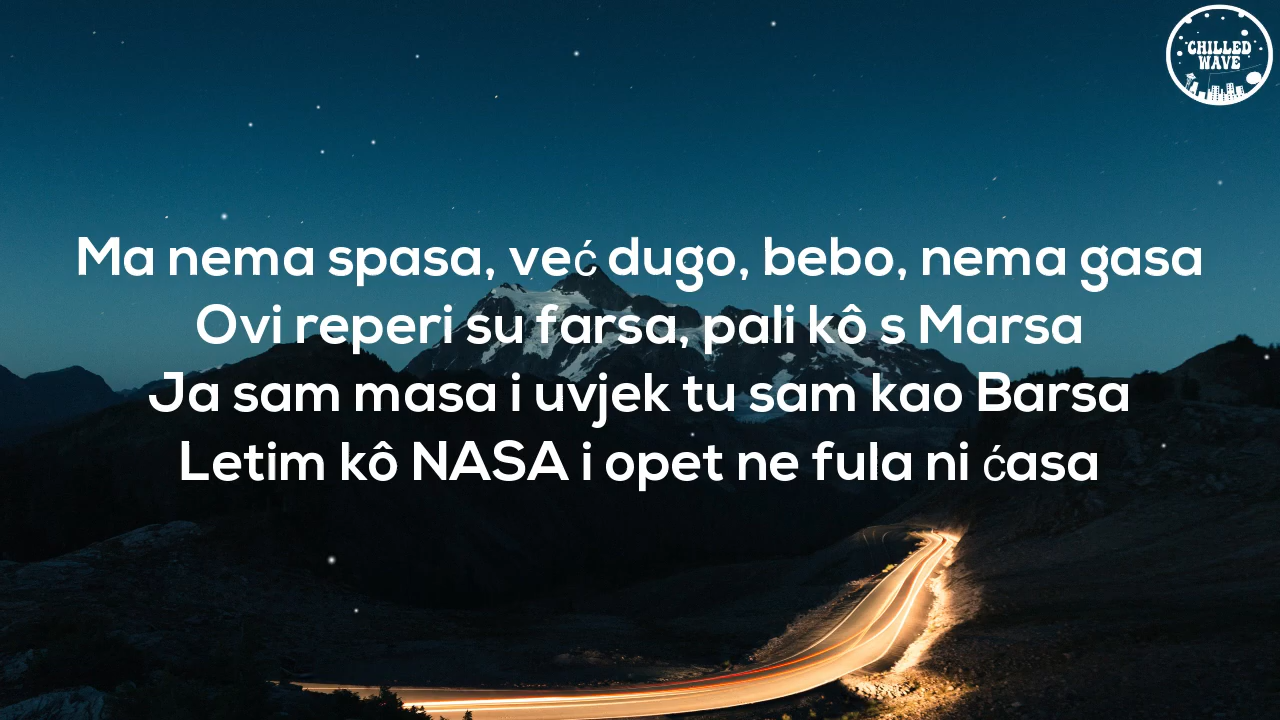 CHILLED
WAVE
Ma nema spasa, već dugo, bebo, nema gasa
Ovi reperi su farsa, pali kô s Marsa
Ja sam masa i uvjek tu sam kao Barsa
Letim kô NASA i opet ne fula ni ćasa